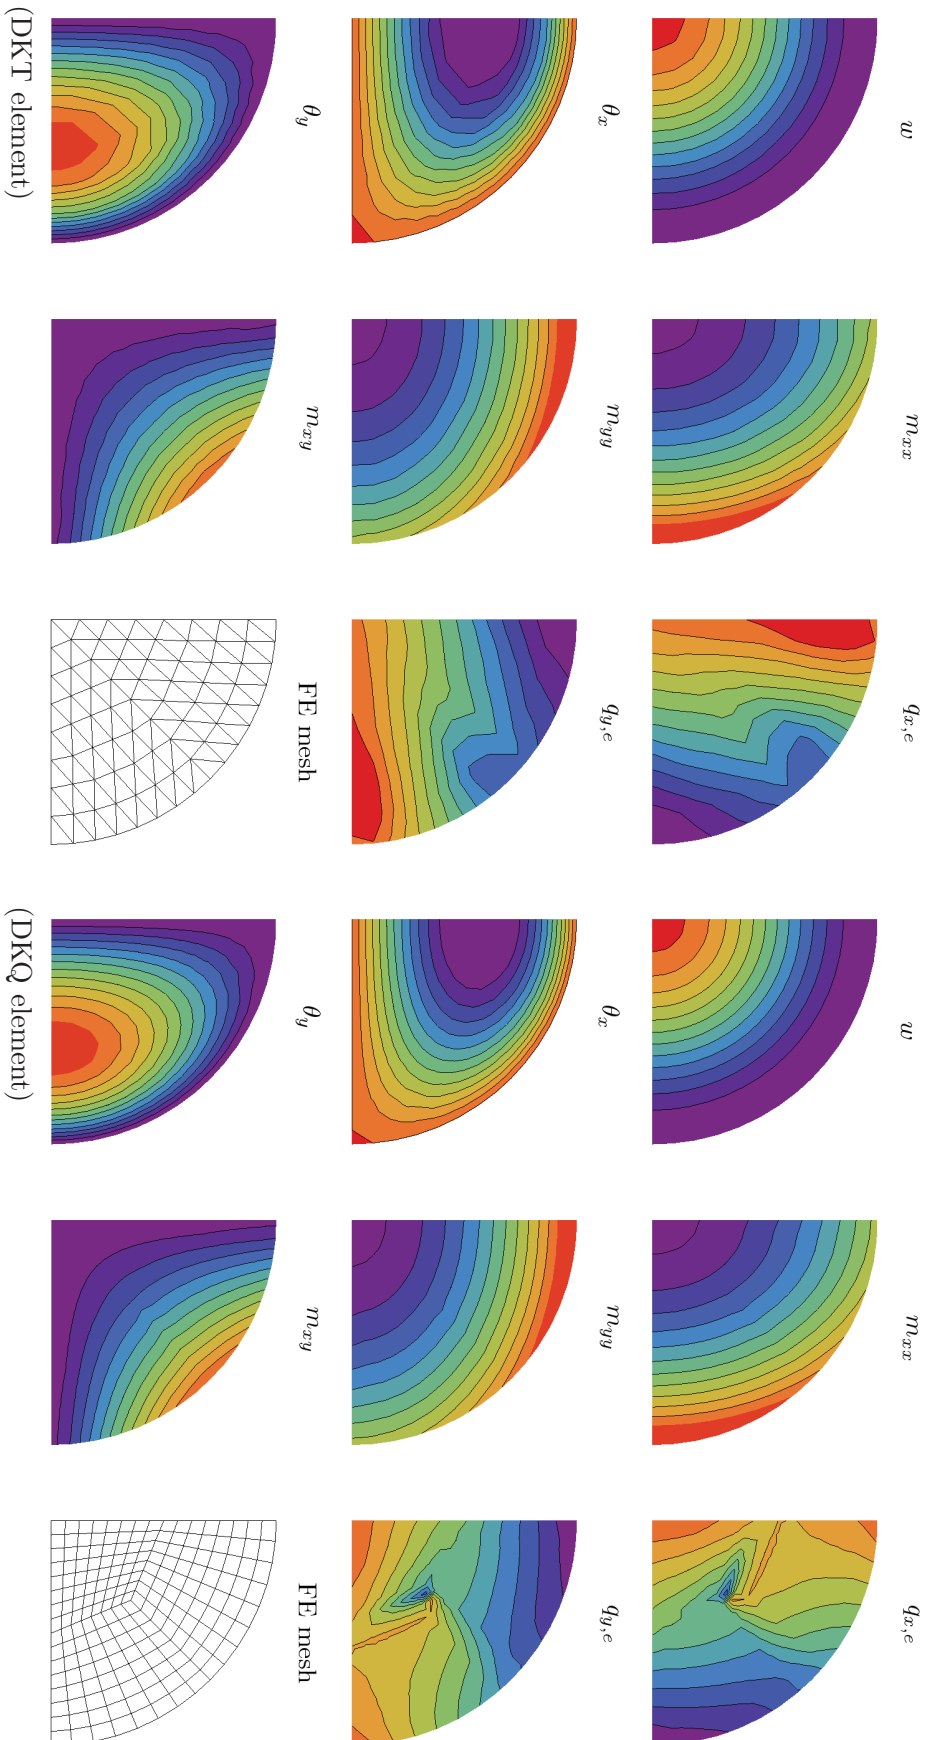 w m_{xx} q_{x,e} w m_{xx} q_{x,e}
θ_x m_{yy} q_{y,e} θ_x m_{yy} q_{y,e}
θ_y m_{xy} FE mesh θ_y m_{xy} FE mesh
(DKT element) (DKQ element)